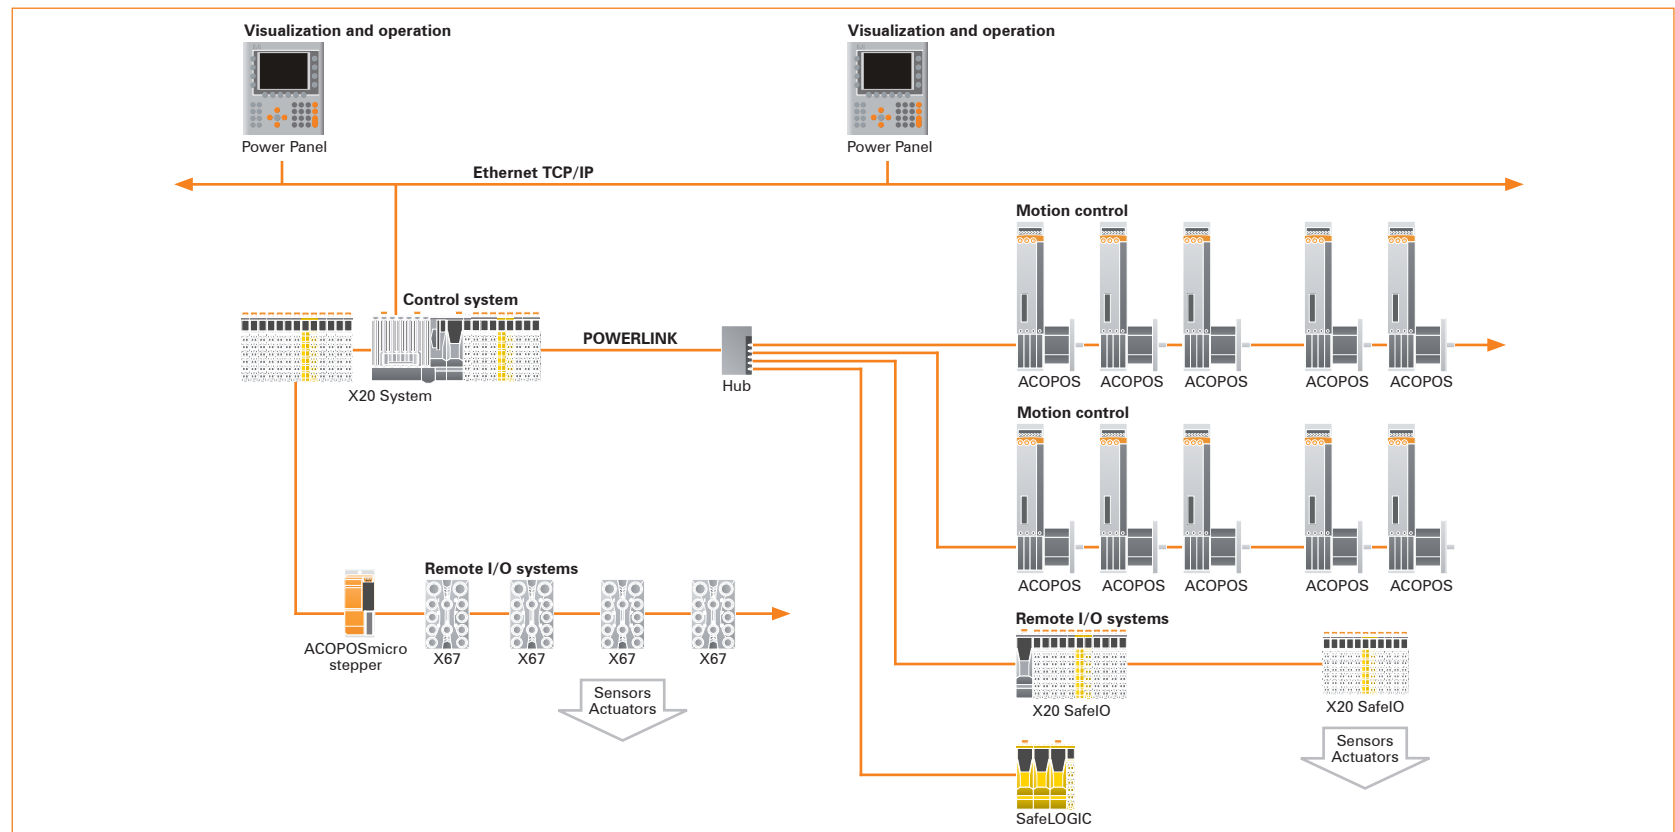 Visualization and operation
Visualization and operation
Power Panel
Power Panel
Ethernet TCP/IP
Motion control
Control system
POWERLINK
X20 System
Hub
ACOPOS
ACOPOS
ACOPOS
ACOPOS
ACOPOS
Motion control
ACOPOS
ACOPOS
ACOPOS
ACOPOS
ACOPOS
Remote I/O systems
ACOPOSmicro
stepper
X67
X67
X67
X67
Sensors
Actuators
Remote I/O systems
X20 SafeIO
X20 SafeIO
Sensors
Actuators
SafeLOGIC